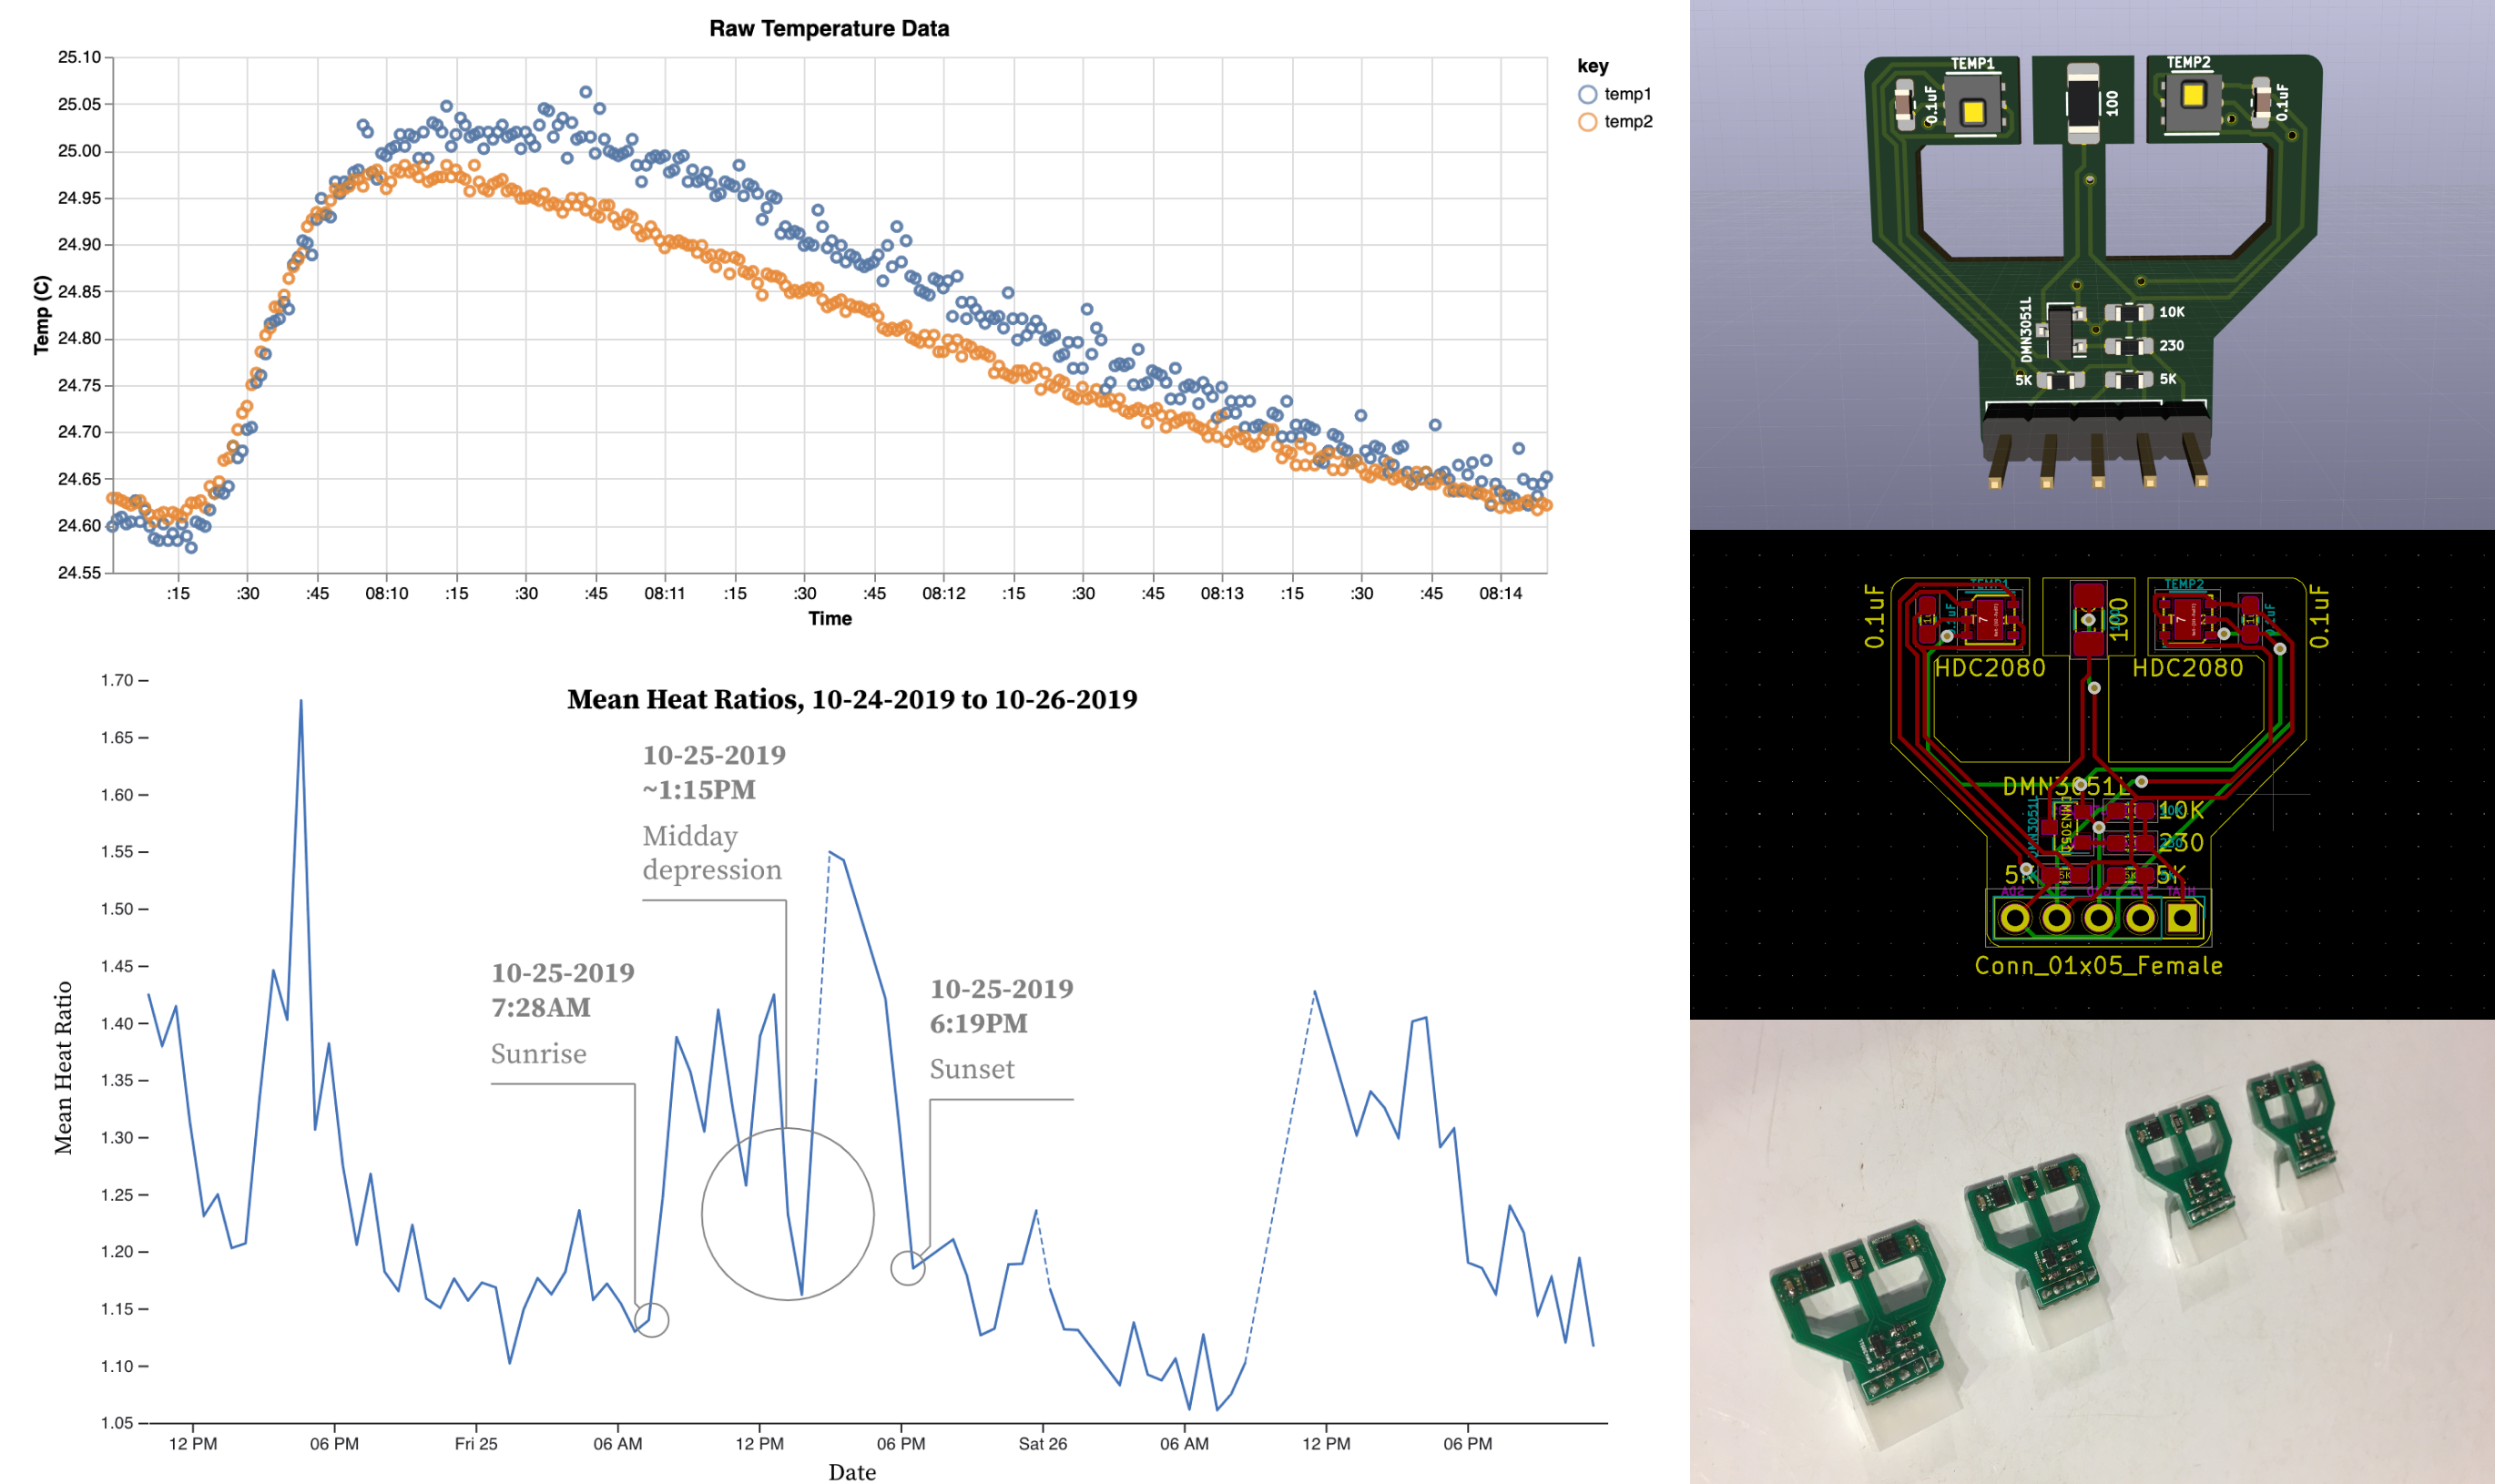 Raw Temperature Data
25.10
25.05
25.00
24.95
24.90
24.85
24.80
24.75
24.70
24.65
24.60
24.55
Temp (C)
:15 :30 :45 08:10 :15 :30 :45 08:11 :15 :30 :45 08:12 :15 :30 :45 08:13 :15 :30 :45 08:14
Time
key
temp1
temp2
Mean Heat Ratios, 10-24-2019 to 10-26-2019
1.70
1.65
1.60
1.55
1.50
1.45
1.40
1.35
1.30
1.25
1.20
1.15
1.10
1.05
Mean Heat Ratio
10-25-2019
~1:15PM
Midday
depression
10-25-2019
7:28AM
Sunrise
10-25-2019
6:19PM
Sunset
12 PM 06 PM Fri 25 06 AM 12 PM 06 PM Sat 26 06 AM 12 PM 06 PM
Date
TEMP1
TEMP2
0.1uF
100
0.1uF
DMN3051L
10K
230
5K
5K
TEMP1
TEMP2
0.1uF
100
0.1uF
HDC2080
HDC2080
DMN3051L
DMN3051L
10K
230
5K
5K
Conn_01x05_Female